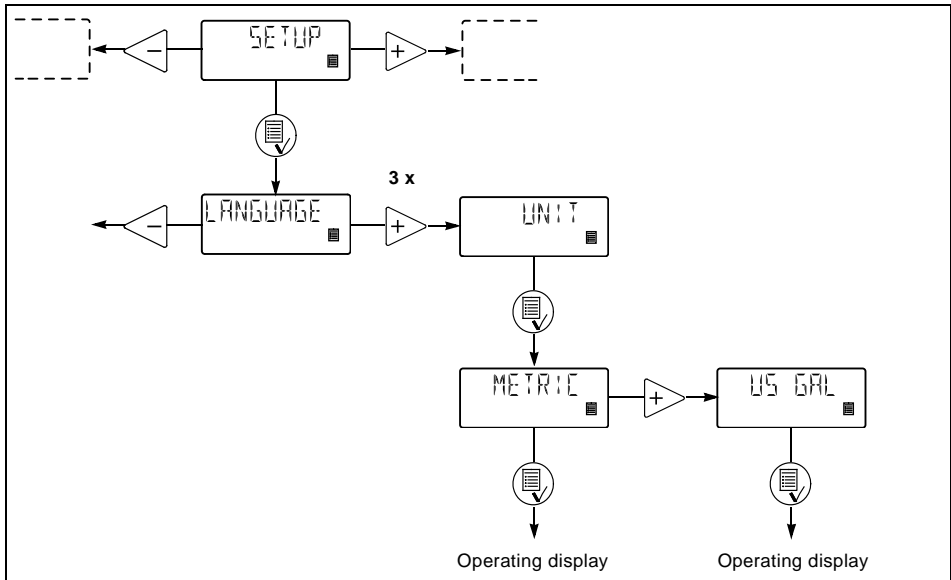 SETUP
−
+
3 x
LANGUAGE
−
+
UNIT
METRIC
+
US GAL
Operating display
Operating display